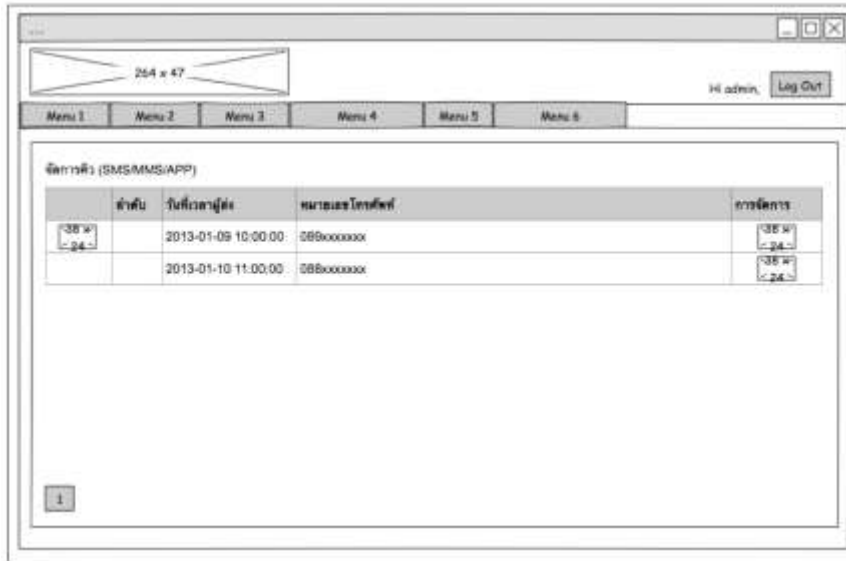 ...
264 x 47
Hi admin, Log Out
Menu 1 Menu 2 Menu 3 Menu 4 Menu 5 Menu 6
จัดการคิว (SMS/MMS/APP)
ลำดับ วันที่เวลาผู้ส่ง หมายเลขโทรศัพท์ การจัดการ
38 x 24 2013-01-09 10:00:00 089xxxxxxx 38 x 24
2013-01-10 11:00:00 088xxxxxxx 38 x 24
1